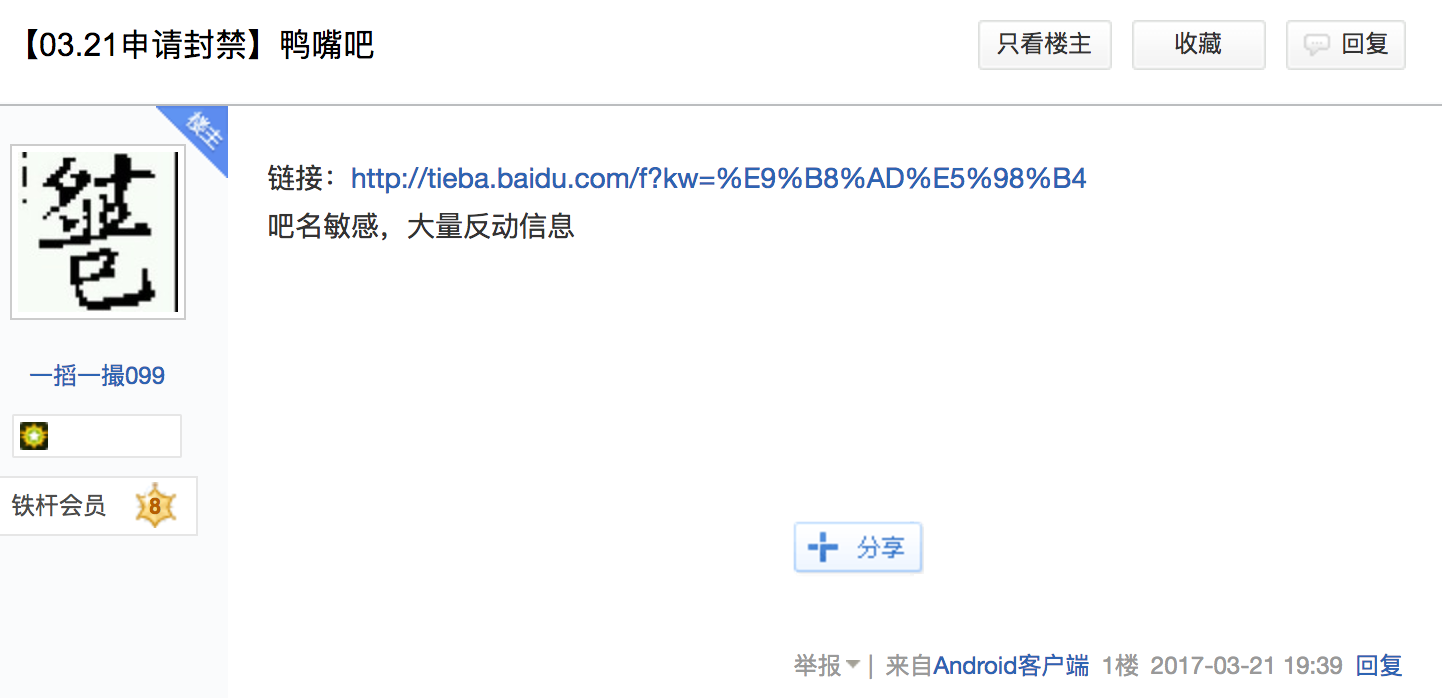 【03.21申请封禁】鸭嘴吧
只看楼主
收藏
回复
楼主
链接：http://tieba.baidu.com/f?kw=%E9%B8%AD%E5%98%B4
吧名敏感，大量反动信息
一搯一撮099
铁杆会员 8
分享
举报 | 来自Android客户端 1楼 2017-03-21 19:39 回复